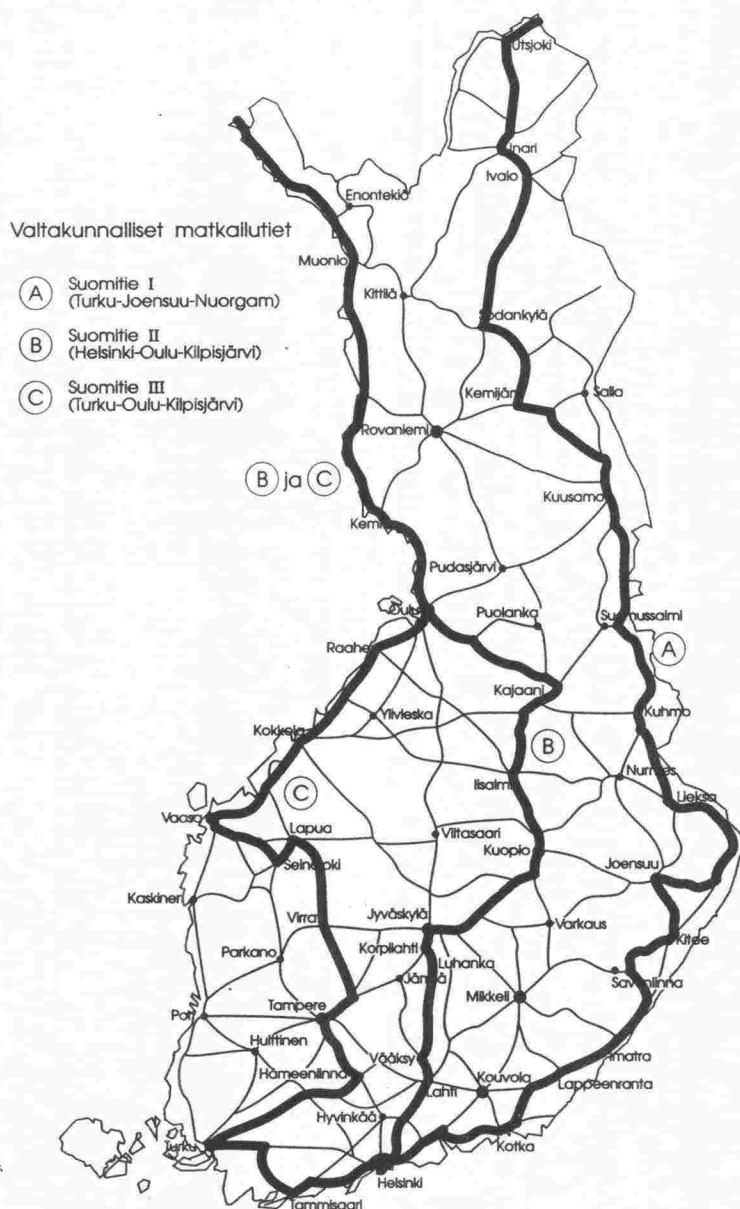 Utsjoki
Inari
Ivalo
Enontekiö
Valtakunnalliset matkailutiet
Muonio
A Suomitie I
(Turku-Joensuu-Nuorgam)
Kittilä
Sodankylä
B Suomitie II
(Helsinki-Oulu-Kilpisjärvi)
C Suomitie III
(Turku-Oulu-Kilpisjärvi)
Kemijärvi
Salla
Rovaniemi
B ja C
Kuusamo
Kemi
Pudasjärvi
Oulu
Puolanka
Suomussalmi
A
Raahe
Kajaani
Ylivieska
Kuhmo
Kokkola
B
Iisalmi
Nurmes
Lieksa
C
Vaasa
Lapua
Viitasaari
Kuopio
Joensuu
Seinäjoki
Kaskinen
Virrat
Jyväskylä
Varkaus
Korpilahti
Kitee
Parkano
Luhanka
Jämsä
Savonlinna
Mikkeli
Pori
Tampere
Huittinen
Vääksy
Imatra
Hämeenlinna
Kouvola
Lappeenranta
Lahti
Hyvinkää
Turku
Kotka
Helsinki
Tammisaari